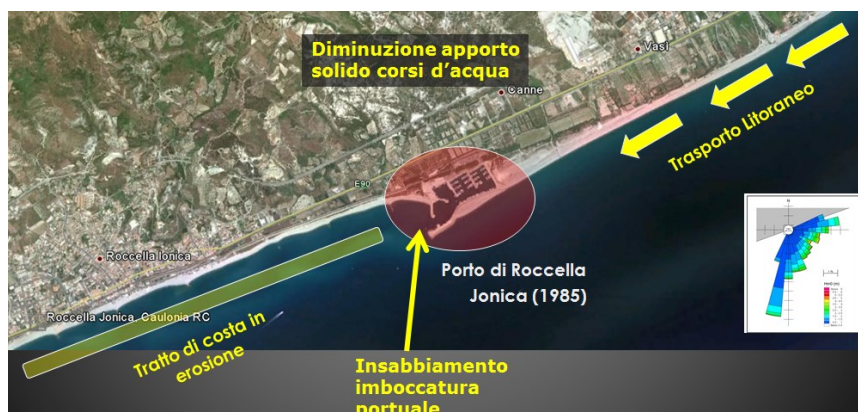 Diminuzione apporto
solido corsi d'acqua
Vasì
Canne
Trasporto Litoraneo
E90
Roccella Ionica
Porto di Roccella
Jonica (1985)
Roccella Jonica, Caulonia RC
Tratto di costa in
erosione
Insabbiamento
imboccatura
portuale
N